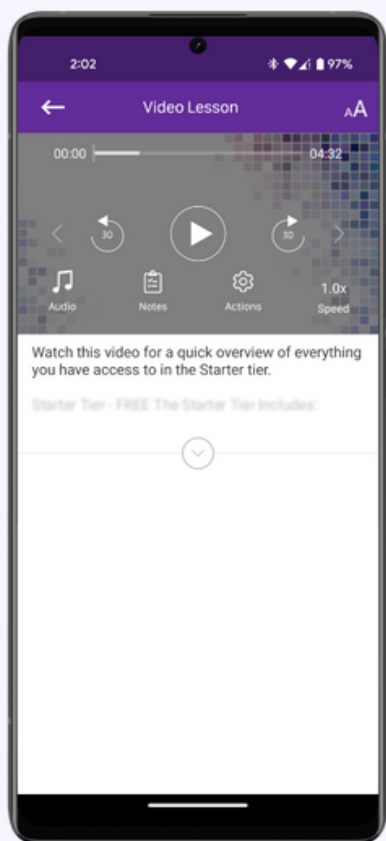 2:02 97%
Video Lesson AA
00:00 04:32
30 30
Audio Notes Actions 1.0x Speed
Watch this video for a quick overview of everything
you have access to in the Starter tier.
Starter Tier - FREE The Starter Tier Includes: